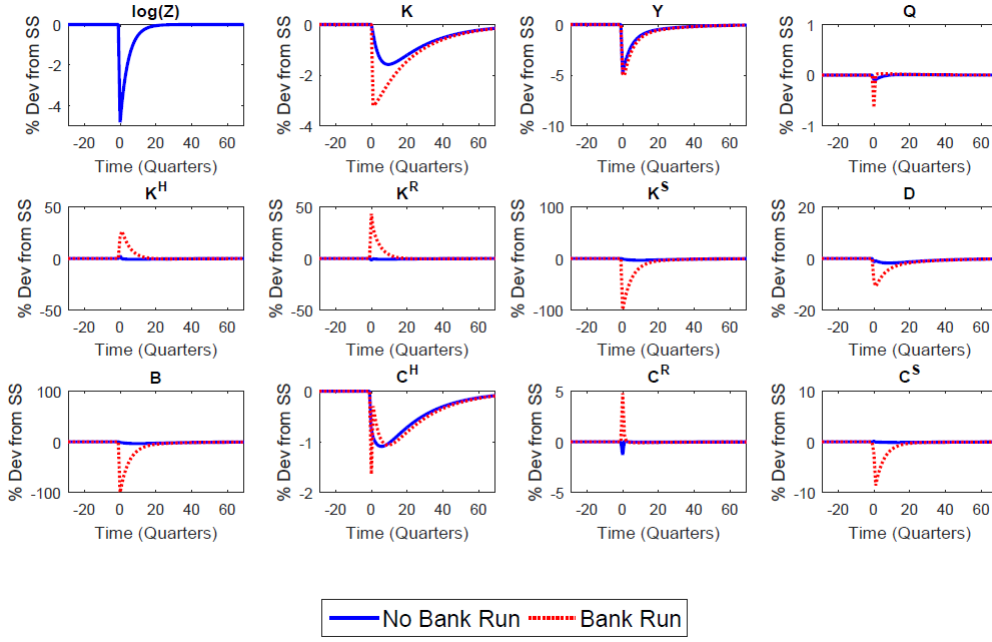 log(Z)
% Dev from SS
0
-2
-4
-20 0 20 40 60
Time (Quarters)
K
% Dev from SS
0
-2
-4
-20 0 20 40 60
Time (Quarters)
Y
% Dev from SS
0
-5
-10
-20 0 20 40 60
Time (Quarters)
Q
% Dev from SS
1
0
-1
-20 0 20 40 60
Time (Quarters)
K^H
% Dev from SS
50
0
-50
-20 0 20 40 60
Time (Quarters)
K^R
% Dev from SS
50
0
-50
-20 0 20 40 60
Time (Quarters)
K^S
% Dev from SS
100
0
-100
-20 0 20 40 60
Time (Quarters)
D
% Dev from SS
20
0
-20
-20 0 20 40 60
Time (Quarters)
B
% Dev from SS
100
0
-100
-20 0 20 40 60
Time (Quarters)
C^H
% Dev from SS
0
-1
-2
-20 0 20 40 60
Time (Quarters)
C^R
% Dev from SS
5
0
-5
-20 0 20 40 60
Time (Quarters)
C^S
% Dev from SS
10
0
-10
-20 0 20 40 60
Time (Quarters)
No Bank Run Bank Run